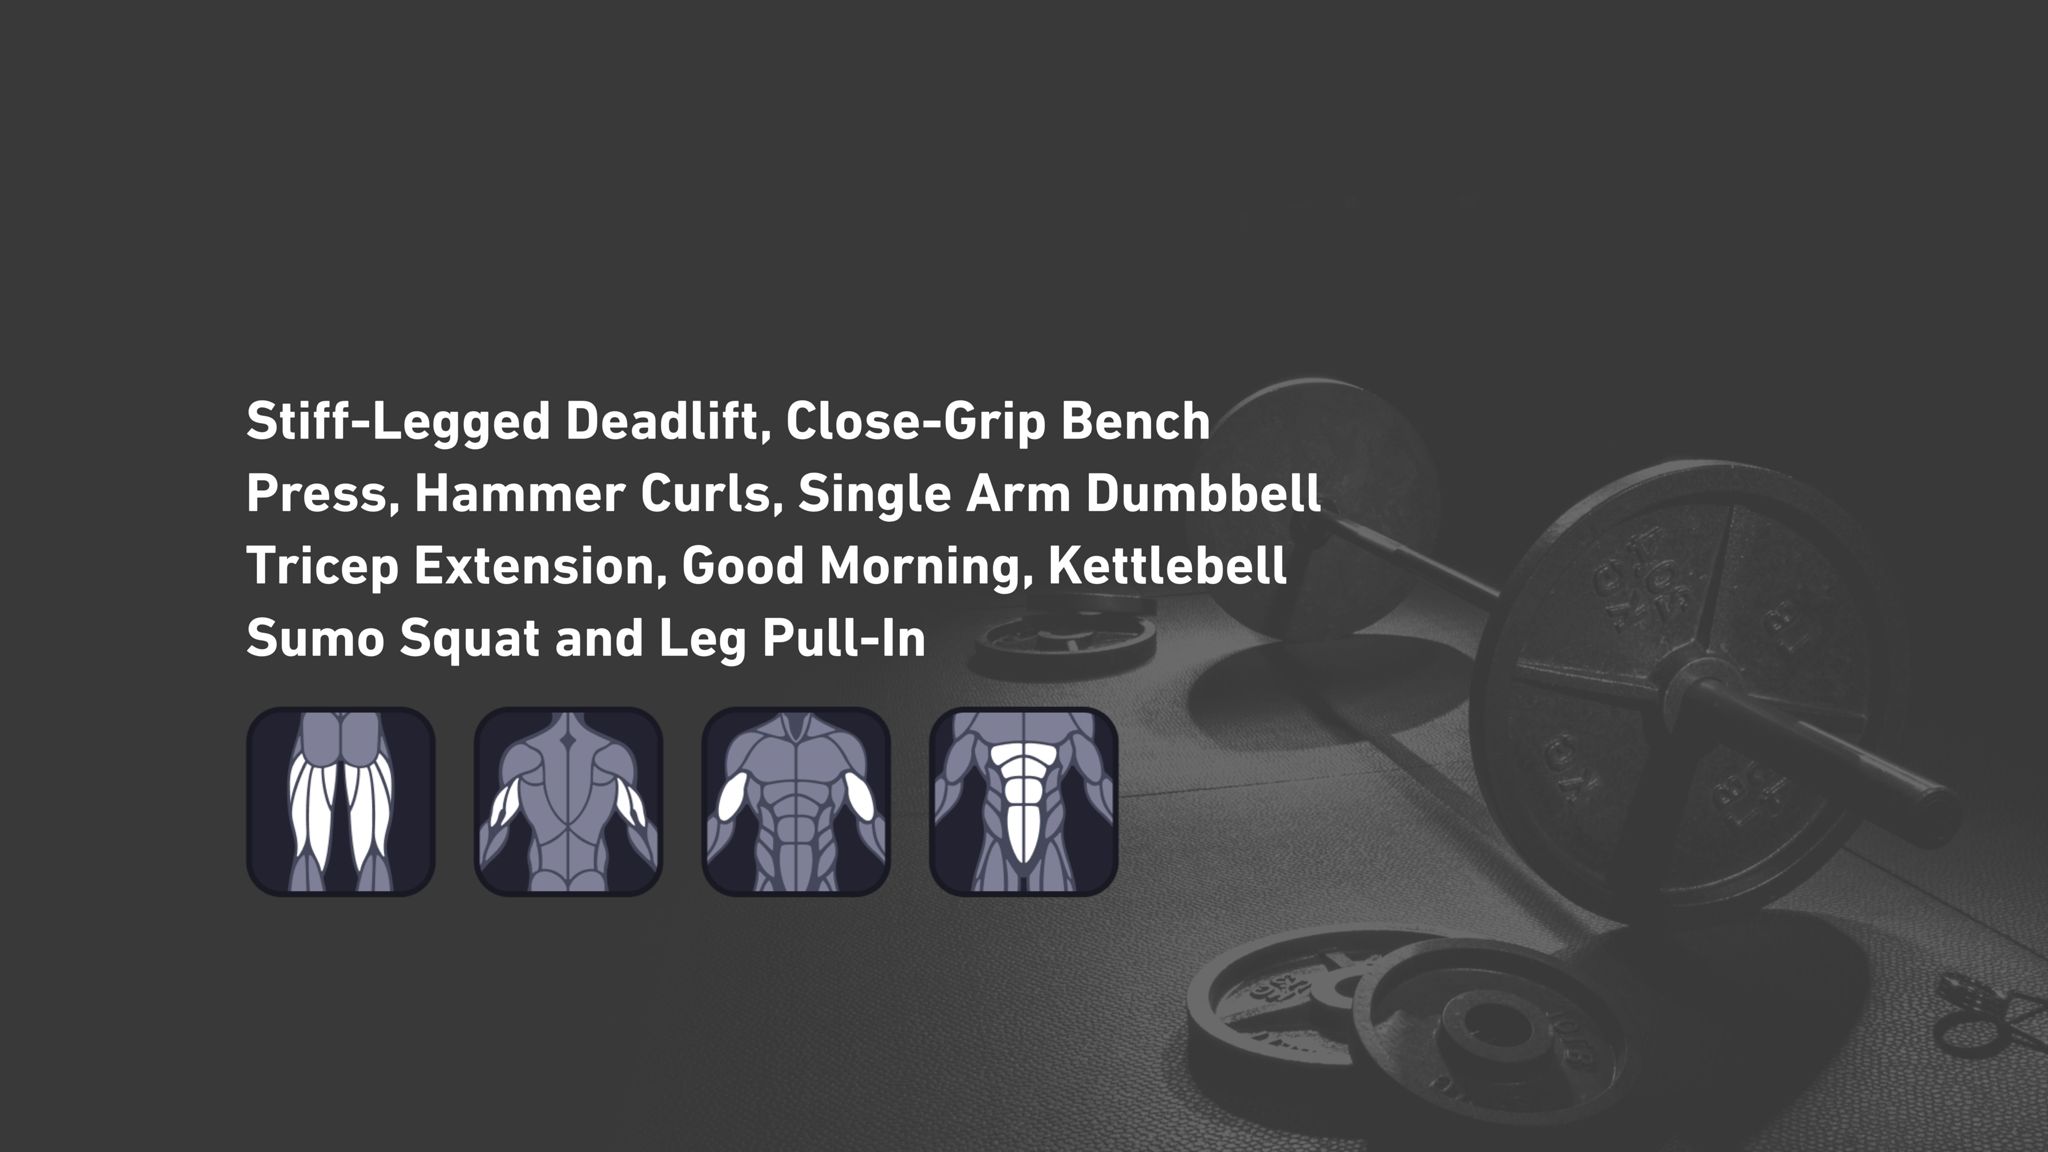 Stiff-Legged Deadlift, Close-Grip Bench
Press, Hammer Curls, Single Arm Dumbbell
Tricep Extension, Good Morning, Kettlebell
Sumo Squat and Leg Pull-In